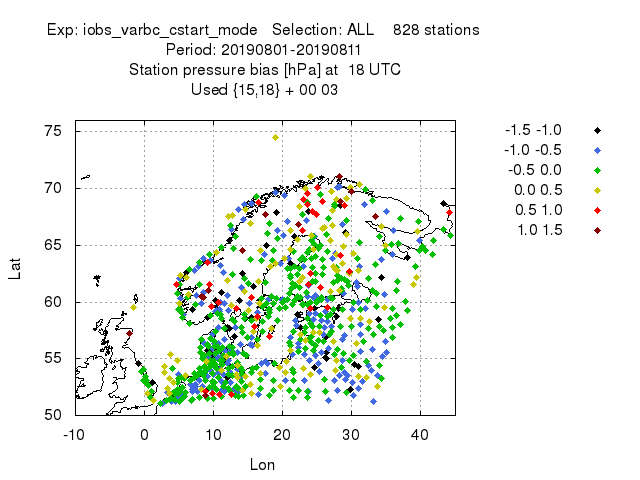 Exp: iobs_varbc_cstart_mode Selection: ALL 828 stations
Period: 20190801-20190811
Station pressure bias [hPa] at 18 UTC
Used {15,18} + 00 03
-1.5 -1.0
-1.0 -0.5
-0.5 0.0
0.0 0.5
0.5 1.0
1.0 1.5
75
70
65
60
55
50
Lat
-10 0 10 20 30 40
Lon